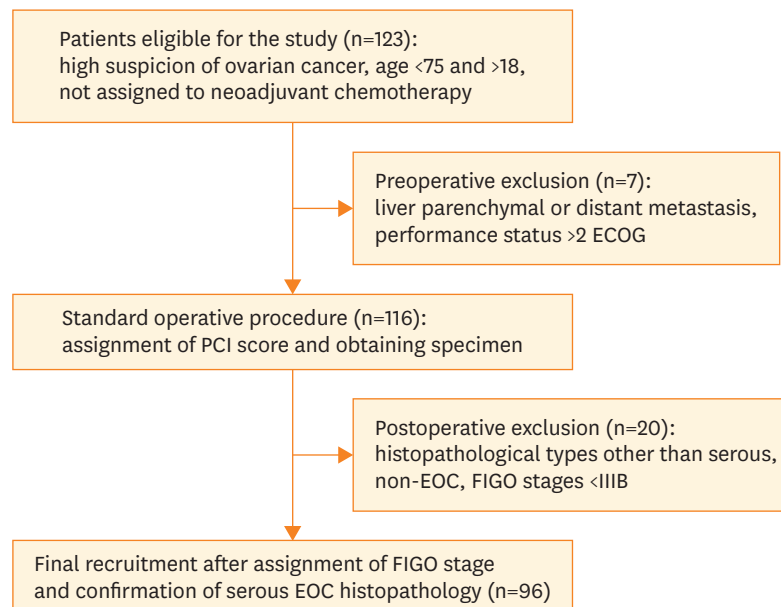 Patients eligible for the study (n=123):
high suspicion of ovarian cancer, age <75 and >18,
not assigned to neoadjuvant chemotherapy
Preoperative exclusion (n=7):
liver parenchymal or distant metastasis,
performance status >2 ECOG
Standard operative procedure (n=116):
assignment of PCI score and obtaining specimen
Postoperative exclusion (n=20):
histopathological types other than serous,
non-EOC, FIGO stages <IIIB
Final recruitment after assignment of FIGO stage
and confirmation of serous EOC histopathology (n=96)